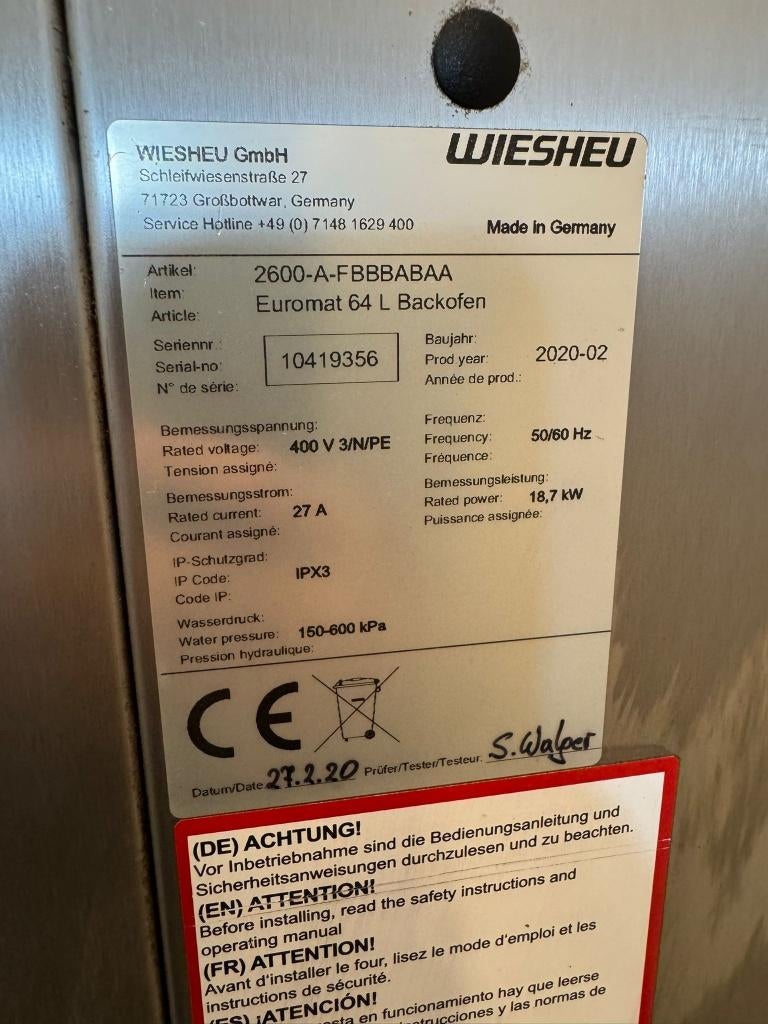 WIESHEU GmbH
WIESHEU
Schleifwiesenstraße 27
71723 Großbottwar, Germany
Service Hotline +49 (0) 7148 1629 400
Made in Germany
Artikel:
Item:
Article:
2600-A-FBBBABAA
Euromat 64 L Backofen
Seriennr.:
Serial-no:
N° de série:
10419356
Baujahr:
Prod year:
Année de prod.:
2020-02
Bemessungsspannung:
Rated voltage: 400 V 3/N/PE
Tension assigné:
Frequenz:
Frequency: 50/60 Hz
Fréquence:
Bemessungsstrom:
Rated current: 27 A
Courant assigné:
Bemessungsleistung:
Rated power: 18,7 kW
Puissance assignée:
IP-Schutzgrad:
IP Code: IPX3
Code IP:
Wasserdruck:
Water pressure: 150-600 kPa
Pression hydraulique:
CE
Datum/Date 27.2.20 Prüfer/Tester/Testeur: S. Walper
(DE) ACHTUNG!
Vor Inbetriebnahme sind die Bedienungsanleitung und
Sicherheitsanweisungen durchzulesen und zu beachten.
(EN) ATTENTION!
Before installing, read the safety instructions and
operating manual
(FR) ATTENTION!
Avant d'installer le four, lisez le mode d'emploi et les
instructions de sécurité.
(ES) ¡ATENCIÓN!
esta en funcionamiento hay que leerse
instrucciones y las normas de